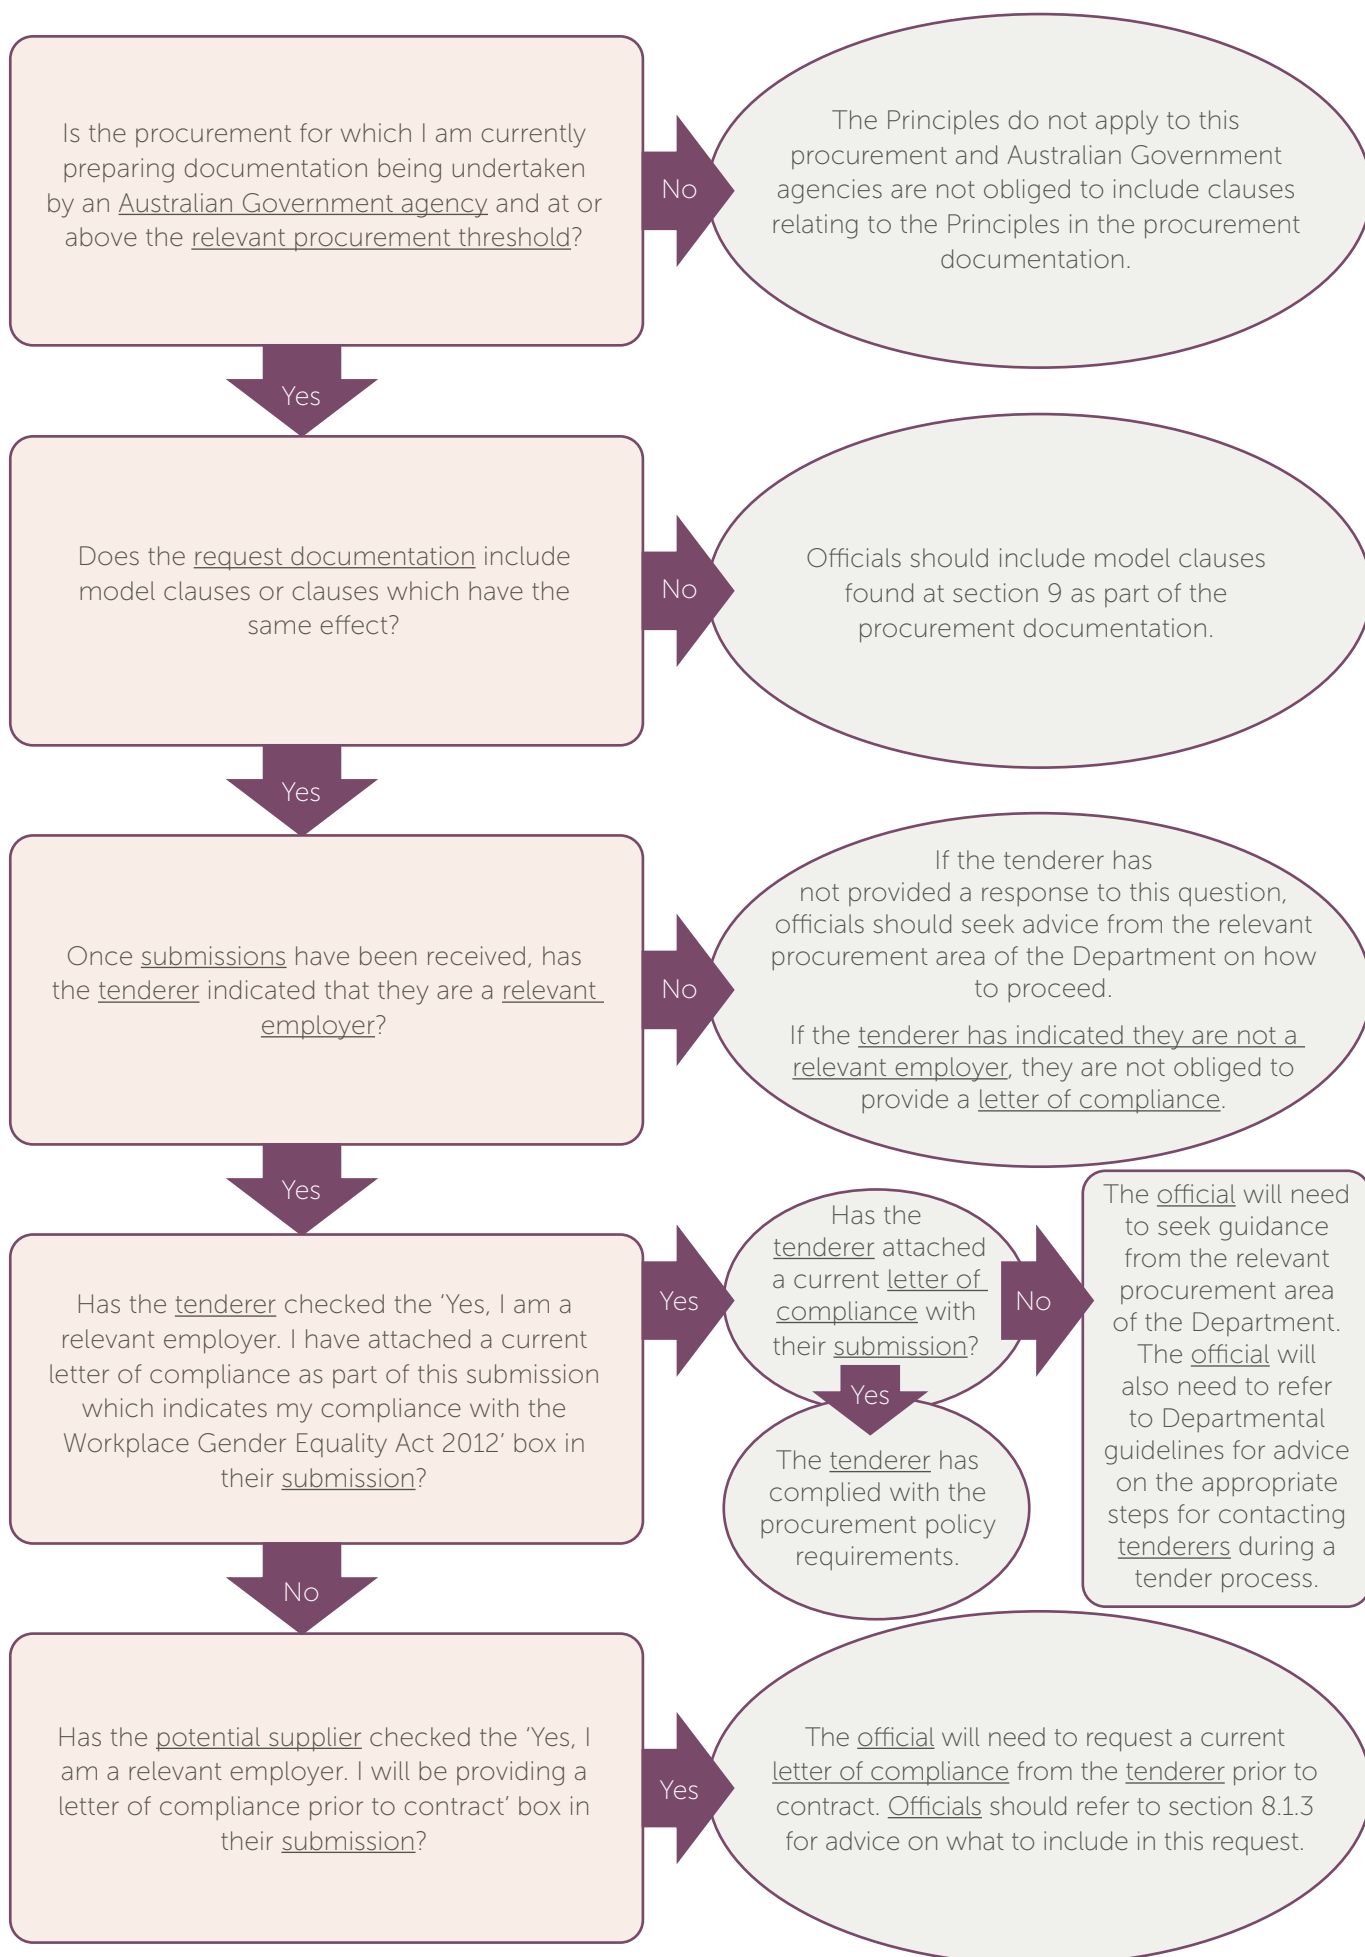 Is the procurement for which I am currently
preparing documentation being undertaken
by an Australian Government agency and at or
above the relevant procurement threshold?
No
The Principles do not apply to this
procurement and Australian Government
agencies are not obliged to include clauses
relating to the Principles in the procurement
documentation.
Yes
Does the request documentation include
model clauses or clauses which have the
same effect?
No
Officials should include model clauses
found at section 9 as part of the
procurement documentation.
Yes
Once submissions have been received, has
the tenderer indicated that they are a relevant
employer?
No
If the tenderer has
not provided a response to this question,
officials should seek advice from the relevant
procurement area of the Department on how
to proceed.
If the tenderer has indicated they are not a
relevant employer, they are not obliged to
provide a letter of compliance.
Yes
Has the tenderer checked the ‘Yes, I am a
relevant employer. I have attached a current
letter of compliance as part of this submission
which indicates my compliance with the
Workplace Gender Equality Act 2012’ box in
their submission?
Yes
Has the
tenderer attached
a current letter of
compliance with
their submission?
No
The official will need
to seek guidance
from the relevant
procurement area
of the Department.
The official will
also need to refer
to Departmental
guidelines for advice
on the appropriate
steps for contacting
tenderers during a
tender process.
Yes
The tenderer has
complied with the
procurement policy
requirements.
No
Has the potential supplier checked the ‘Yes, I
am a relevant employer. I will be providing a
letter of compliance prior to contract’ box in
their submission?
Yes
The official will need to request a current
letter of compliance from the tenderer prior to
contract. Officials should refer to section 8.1.3
for advice on what to include in this request.